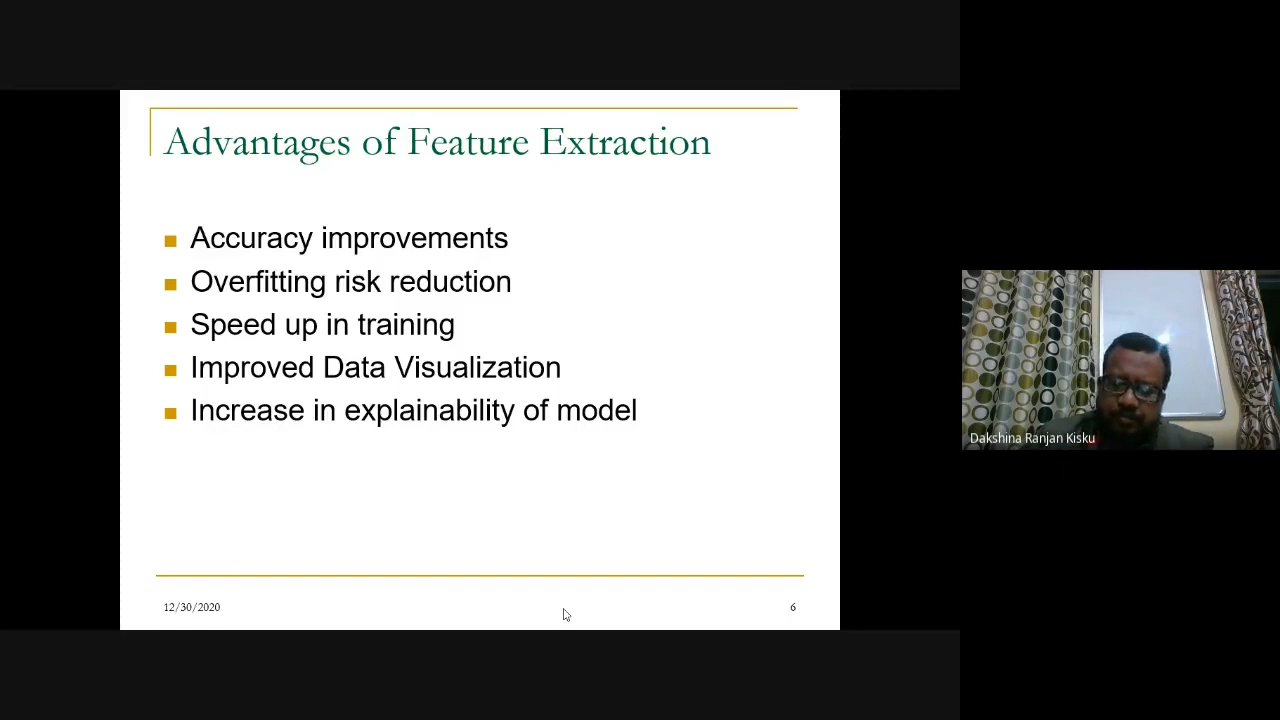 Advantages of Feature Extraction
Accuracy improvements
Overfitting risk reduction
Speed up in training
Improved Data Visualization
Increase in explainability of model
12/30/2020
6
Dakshina Ranjan Kisku